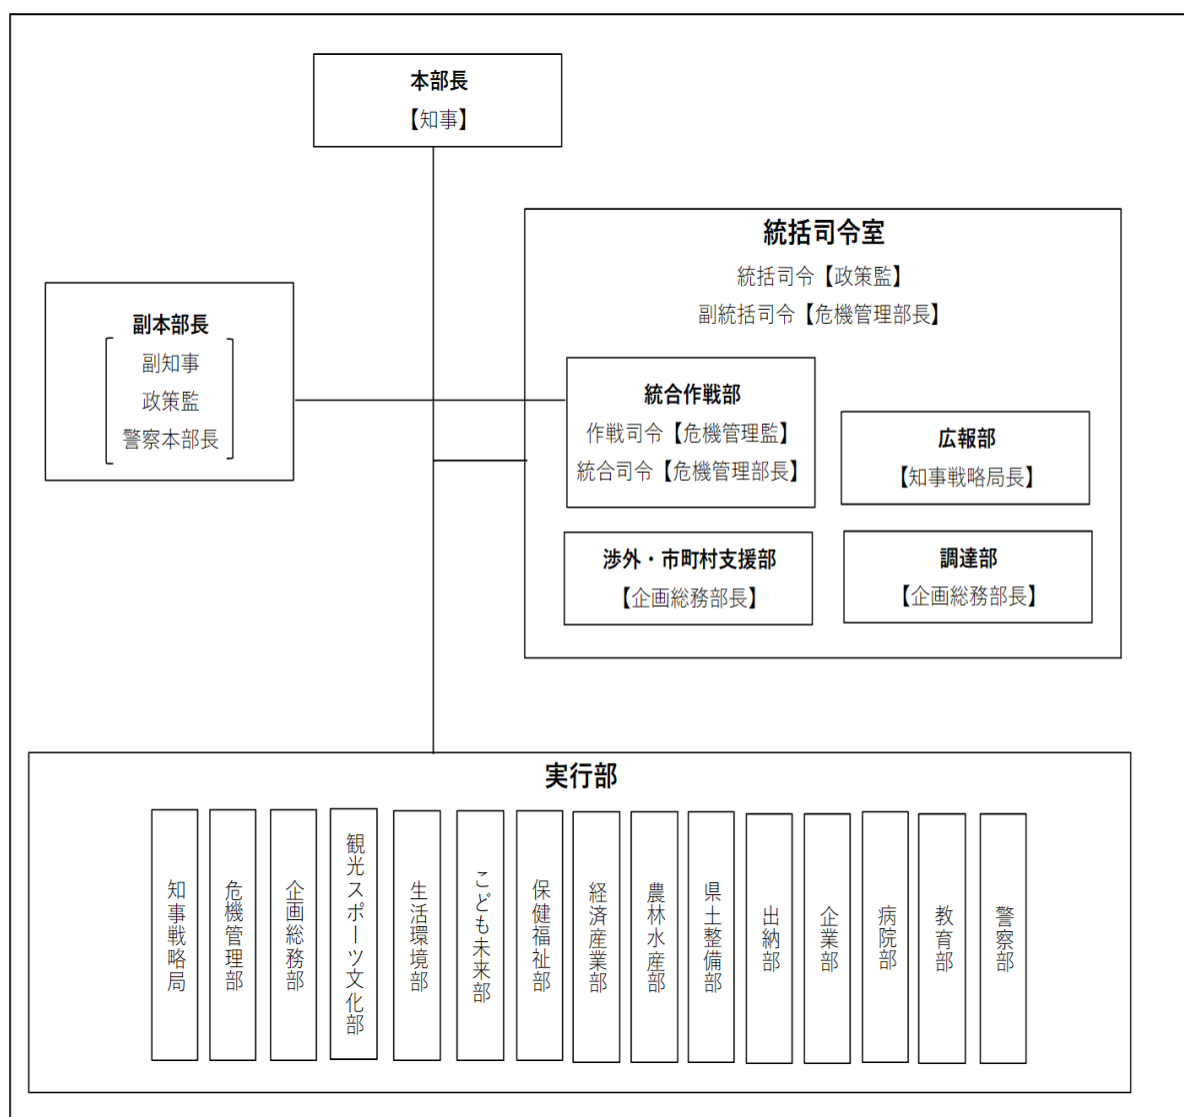 本部長
【知事】
副本部長
副知事
政策監
警察本部長
統括司令室
統括司令【政策監】
副統括司令【危機管理部長】
統合作戦部
作戦司令【危機管理監】
統合司令【危機管理部長】
広報部
【知事戦略局長】
渉外・市町村支援部
【企画総務部長】
調達部
【企画総務部長】
実行部
知事戦略局
危機管理部
企画総務部
観光スポーツ文化部
生活環境部
こども未来部
保健福祉部
経済産業部
農林水産部
県土整備部
出納部
企業部
病院部
教育部
警察部